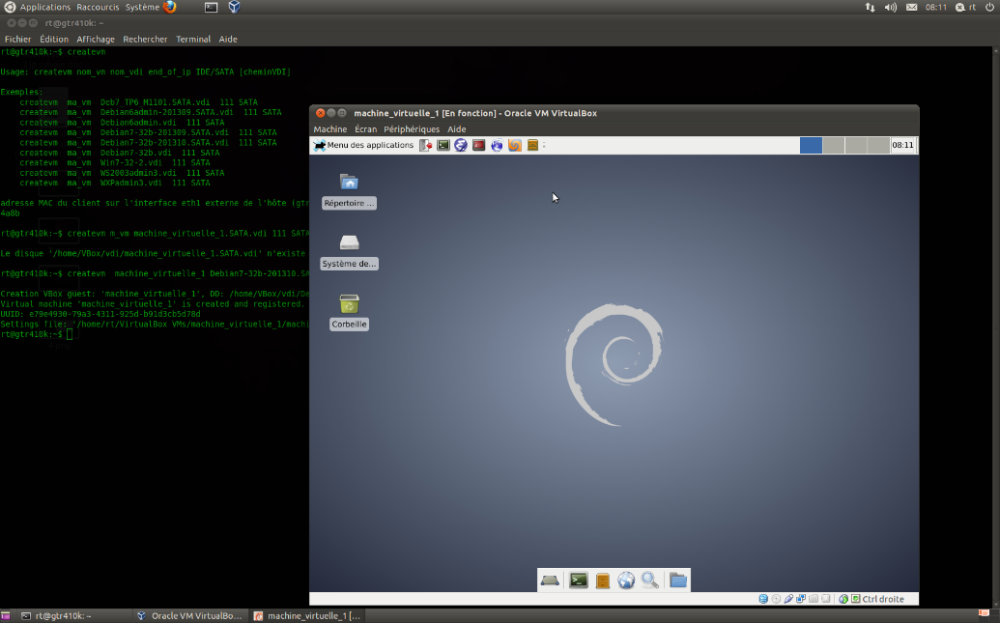 Applications Raccourcis Système 08:11 rt
rt@gtr410k: ~
Fichier Édition Affichage Rechercher Terminal Aide
rt@gtr410k:~$ createvm
Usage: createvm nom_vm nom_vdi end_of_ip IDE/SATA [cheminVDI]
Exemples:
createvm ma_vm Deb7_TP6_M1101.SATA.vdi 111 SATA
createvm ma_vm Debian6admin-201309.SATA.vdi 111 SATA
createvm ma_vm Debian6admin.vdi 111 SATA
createvm ma_vm Debian7-32b-201309.SATA.vdi 111 SATA
createvm ma_vm Debian7-32b-201310.SATA.vdi 111 SATA
createvm ma_vm Debian7-32b.vdi 111 SATA
createvm ma_vm Win7-32-2.vdi 111 SATA
createvm ma_vm WS2003admin3.vdi 111 SATA
createvm ma_vm WXPadmin3.vdi 111 SATA
adresse MAC du client sur l'interface eth1 externe de l'hôte (gtr
4a8b
rt@gtr410k:~$ createvm m_vm machine_virtuelle_1.SATA.vdi 111 SATA
Le disque '/home/VBox/vdi/machine_virtuelle_1.SATA.vdi' n'existe
rt@gtr410k:~$ createvm machine_virtuelle_1 Debian7-32b-201310.SA
Creation VBox guest: 'machine_virtuelle_1', DD: /home/VBox/vdi/De
Virtual machine 'machine_virtuelle_1' is created and registered.
UUID: e79e4930-79a3-4311-925d-b91d3cb5d78d
Settings file: '/home/rt/VirtualBox VMs/machine_virtuelle_1/machi
rt@gtr410k:~$
machine_virtuelle_1 [En fonction] - Oracle VM VirtualBox
Machine Écran Périphériques Aide
Menu des applications 08:11
Répertoire ...
Système de...
Corbeille
Ctrl droite
rt@gtr410k: ~ Oracle VM VirtualBo... machine_virtuelle_1 [...